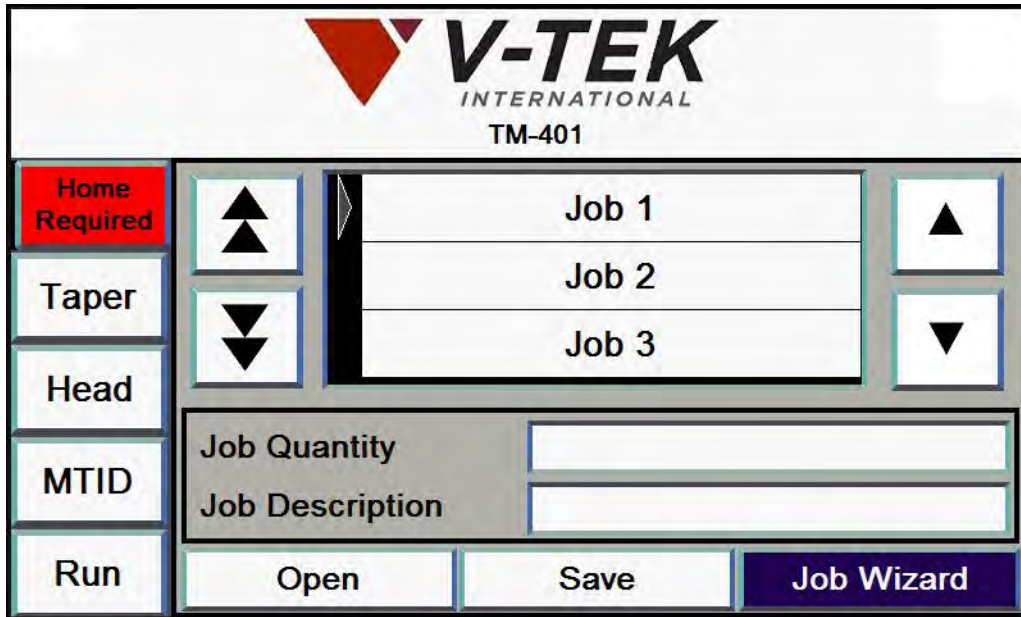 V-TEK
INTERNATIONAL
TM-401
Home
Required
Taper
Head
MTID
Run
Job 1
Job 2
Job 3
Job Quantity
Job Description
Open
Save
Job Wizard